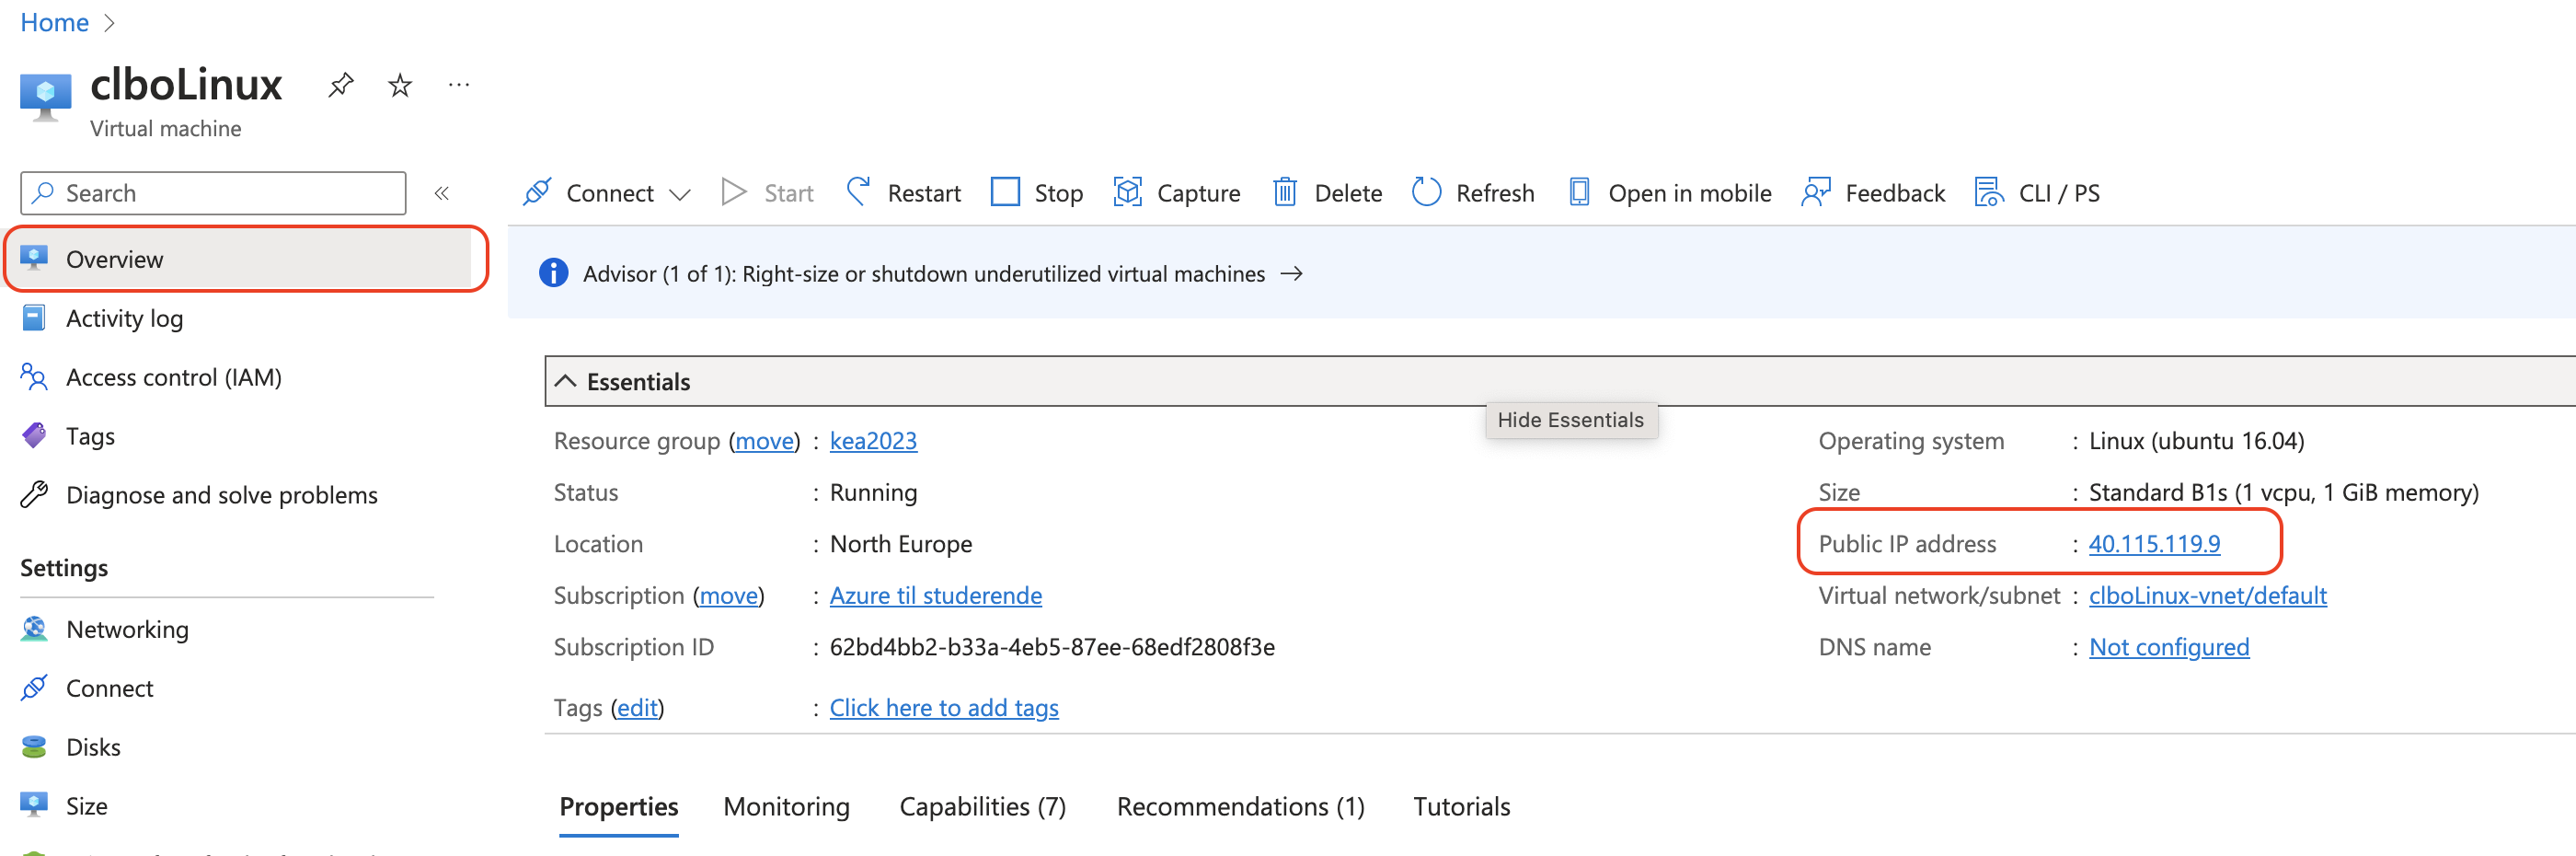 Home
clboLinux
Virtual machine
Search
Connect Start Restart Stop Capture Delete Refresh Open in mobile Feedback CLI / PS
Overview
Activity log
Access control (IAM)
Tags
Diagnose and solve problems
Settings
Networking
Connect
Disks
Size
Advisor (1 of 1): Right-size or shutdown underutilized virtual machines →
Essentials
Hide Essentials
Resource group (move) : kea2023
Status : Running
Location : North Europe
Subscription (move) : Azure til studerende
Subscription ID : 62bd4bb2-b33a-4eb5-87ee-68edf2808f3e
Tags (edit) : Click here to add tags
Operating system : Linux (ubuntu 16.04)
Size : Standard B1s (1 vcpu, 1 GiB memory)
Public IP address : 40.115.119.9
Virtual network/subnet : clboLinux-vnet/default
DNS name : Not configured
Properties Monitoring Capabilities (7) Recommendations (1) Tutorials